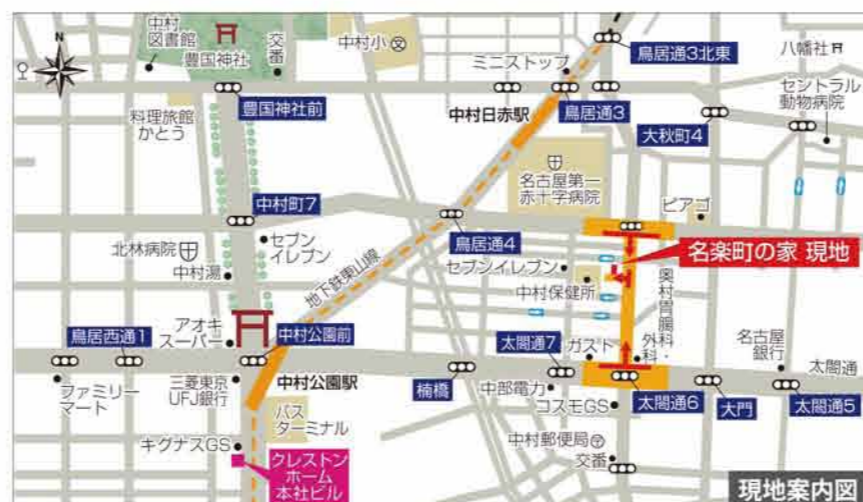 N
中村
図書館
豊国神社
交番
中村小 文
ミニストップ
鳥居通3北東
八幡社
セントラル
動物病院
料理旅館
かとう
豊国神社前
中村日赤駅
鳥居通3
大秋町4
名古屋第一
赤十字病院
ピアゴ
中村町7
セブン
イレブン
北林病院
中村湯
地下鉄東山線
鳥居通4
セブンイレブン
中村保健所
名楽町の家 現地
奥村胃腸科・
外科
アオキ
スーパー
鳥居西通1
中村公園前
太閤通7
ガスト
名古屋
銀行
太閤通
ファミリー
マート
三菱東京
UFJ銀行
中村公園駅
楠橋
中部電力
コスモGS
太閤通6
大門
太閤通5
バス
ターミナル
キグナスGS
中村郵便局
交番
クレストン
ホーム
本社ビル
現地案内図